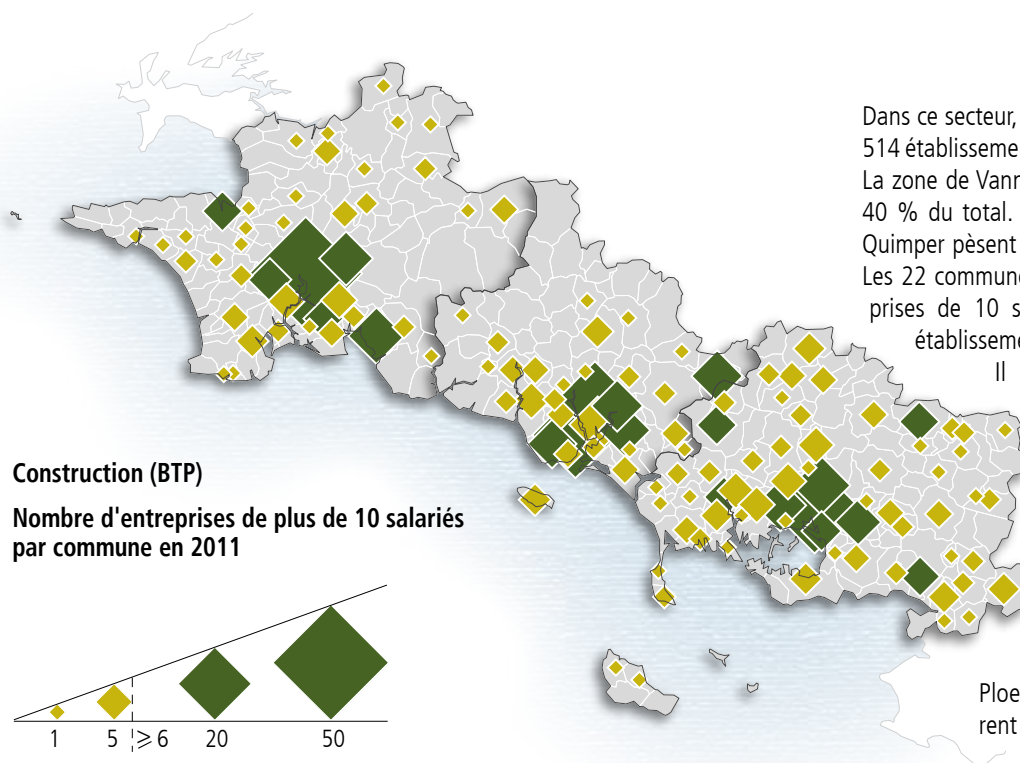 Dans ce secteur,
514 établisseme
La zone de Vann
40 % du total.
Quimper pèsent
Les 22 commune
prises de 10 s
établisseme
Il
Construction (BTP)
Nombre d'entreprises de plus de 10 salariés
par commune en 2011
1 5 ⩾ 6 20 50
Ploe
rent